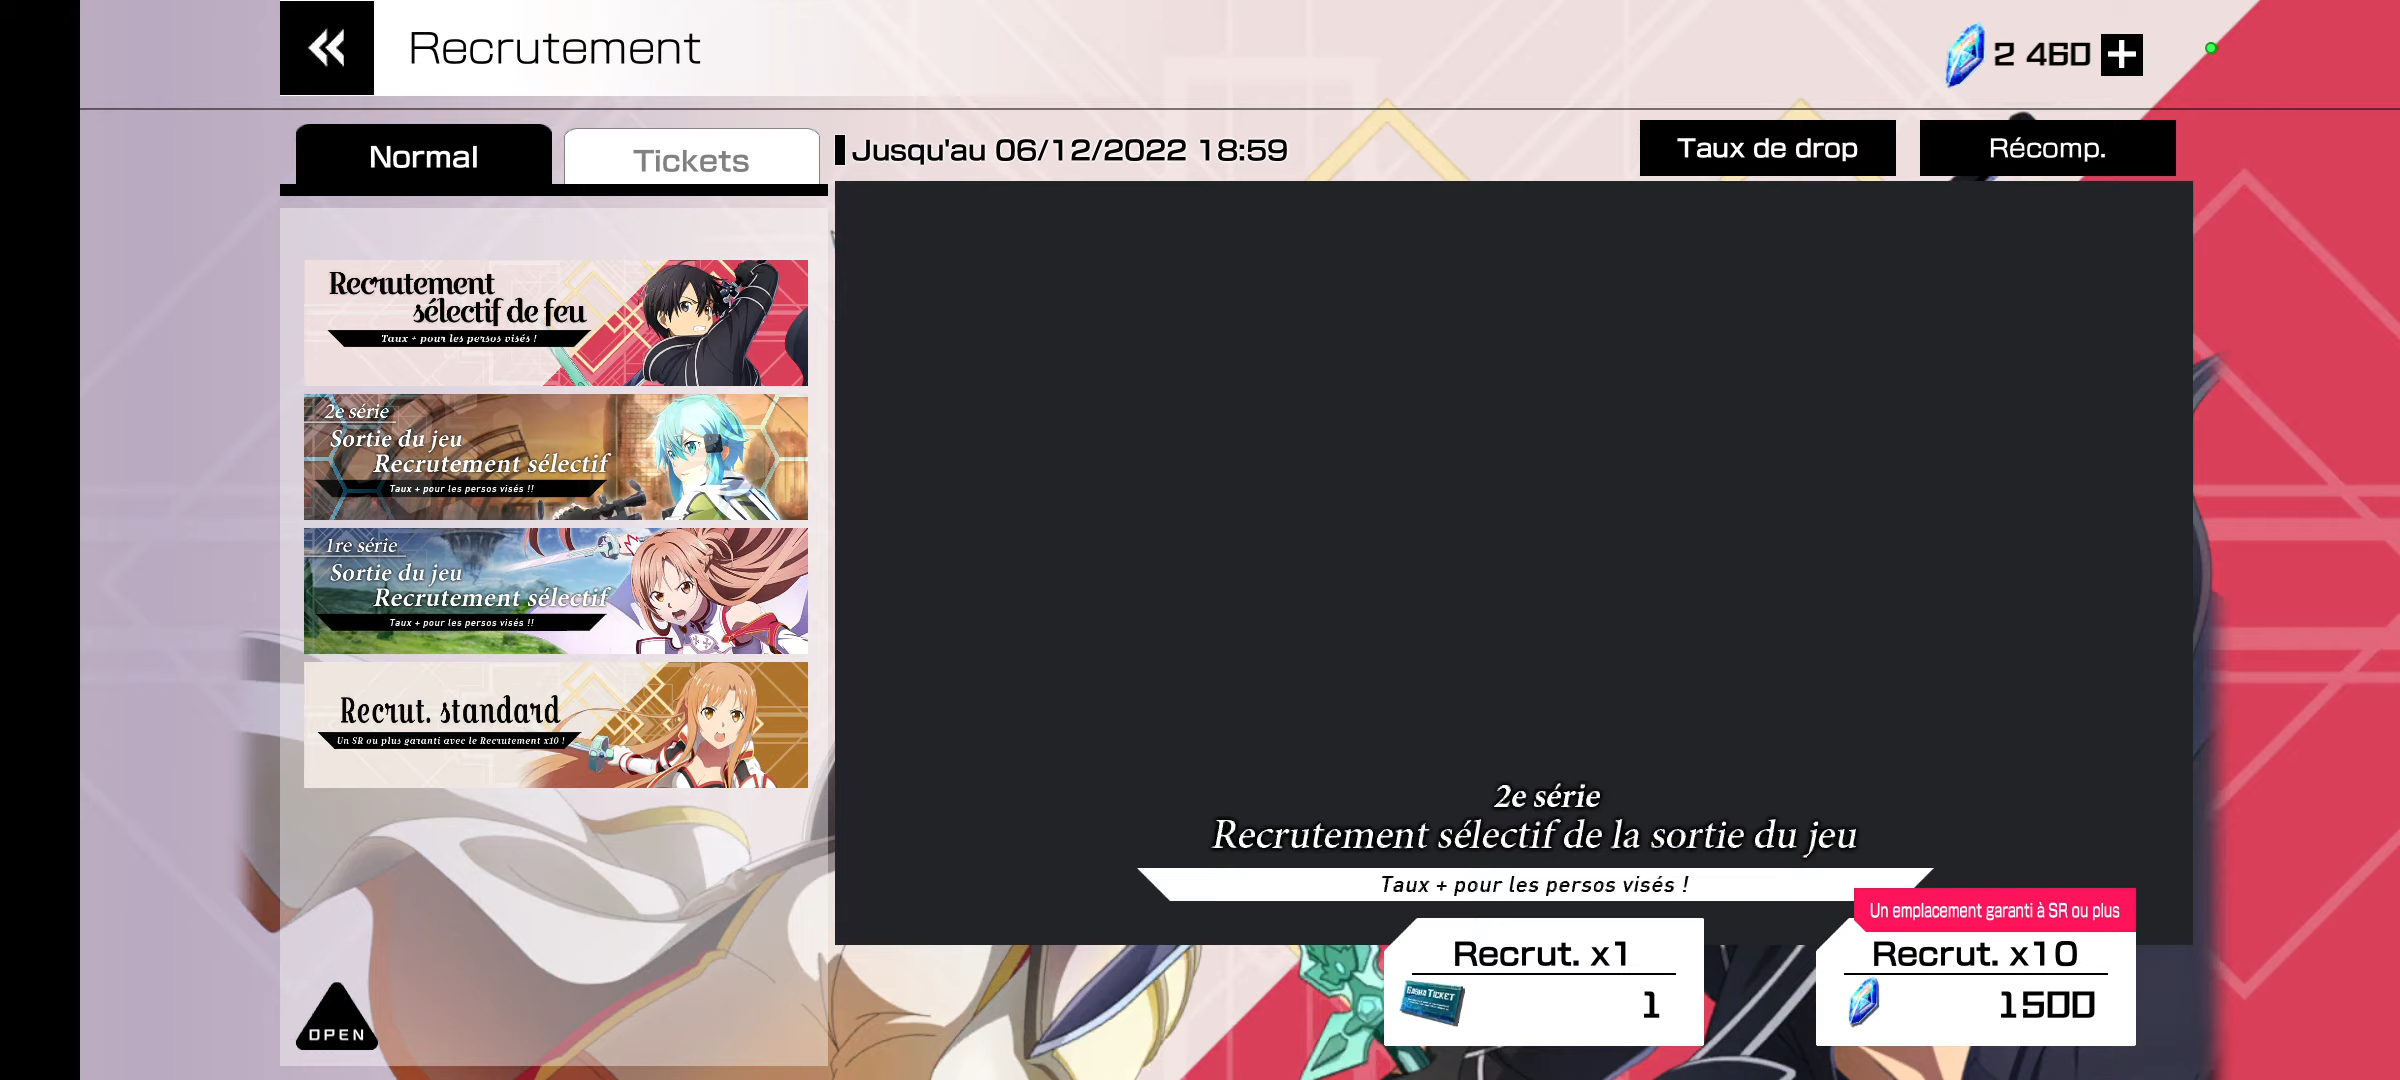 Recrutement
2 460
Normal
Tickets
Jusqu'au 06/12/2022 18:59
Taux de drop
Récomp.
Recrutement
sélectif de feu
Taux + pour les persos visés !
2e série
Sortie du jeu
Recrutement sélectif
Taux + pour les persos visés !!
1re série
Sortie du jeu
Recrutement sélectif
Taux + pour les persos visés !!
Recrut. standard
Un SR ou plus garanti avec le Recrutement x10 !
OPEN
2e série
Recrutement sélectif de la sortie du jeu
Taux + pour les persos visés !
Recrut. x1
GASHA TICKET
1
Un emplacement garanti à SR ou plus
Recrut. x10
1500